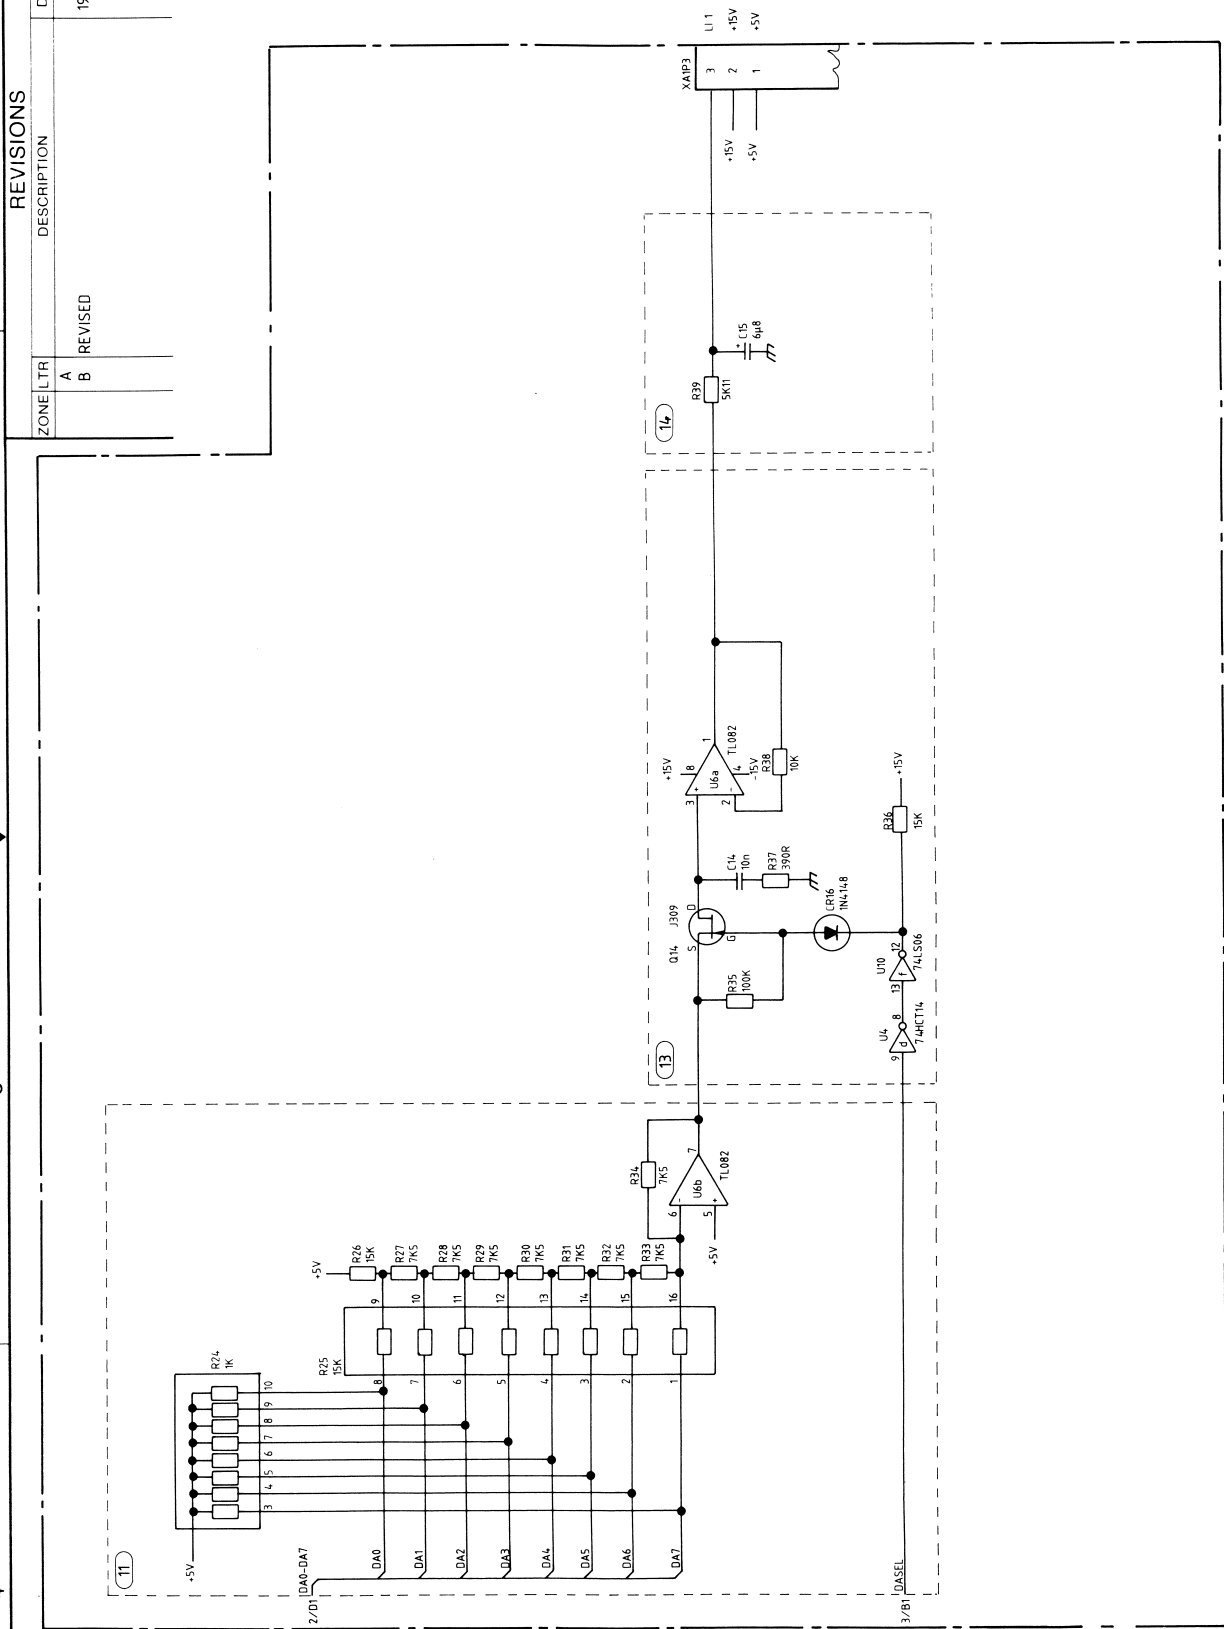 REVISIONS
ZONE
LTR
DESCRIPTION
A
B
REVISED
XA1P3
3
2
1
LI 1
+15V
+5V
+15V
+5V
14
R39
5K11
+
C15
6µ8
13
Q14
J309
S
D
G
R35
100K
C14
10n
R37
390R
CR16
1N4148
U4
9
d
8
74HCT14
U10
13
f
12
74LS06
R36
15K
+15V
+15V
8
3
+
U6a
2
-
1
4
-15V
TL082
R38
10K
11
+5V
R24
1K
3
4
5
6
7
8
9
10
2/D1
DA0-DA7
DA0
DA1
DA2
DA3
DA4
DA5
DA6
DA7
R25
15K
8
7
6
5
4
3
2
1
9
10
11
12
13
14
15
16
+5V
R26
15K
R27
7K5
R28
7K5
R29
7K5
R30
7K5
R31
7K5
R32
7K5
R33
7K5
R34
7K5
6
-
U6b
5
+
7
TL082
+5V
3/B1
DASEL